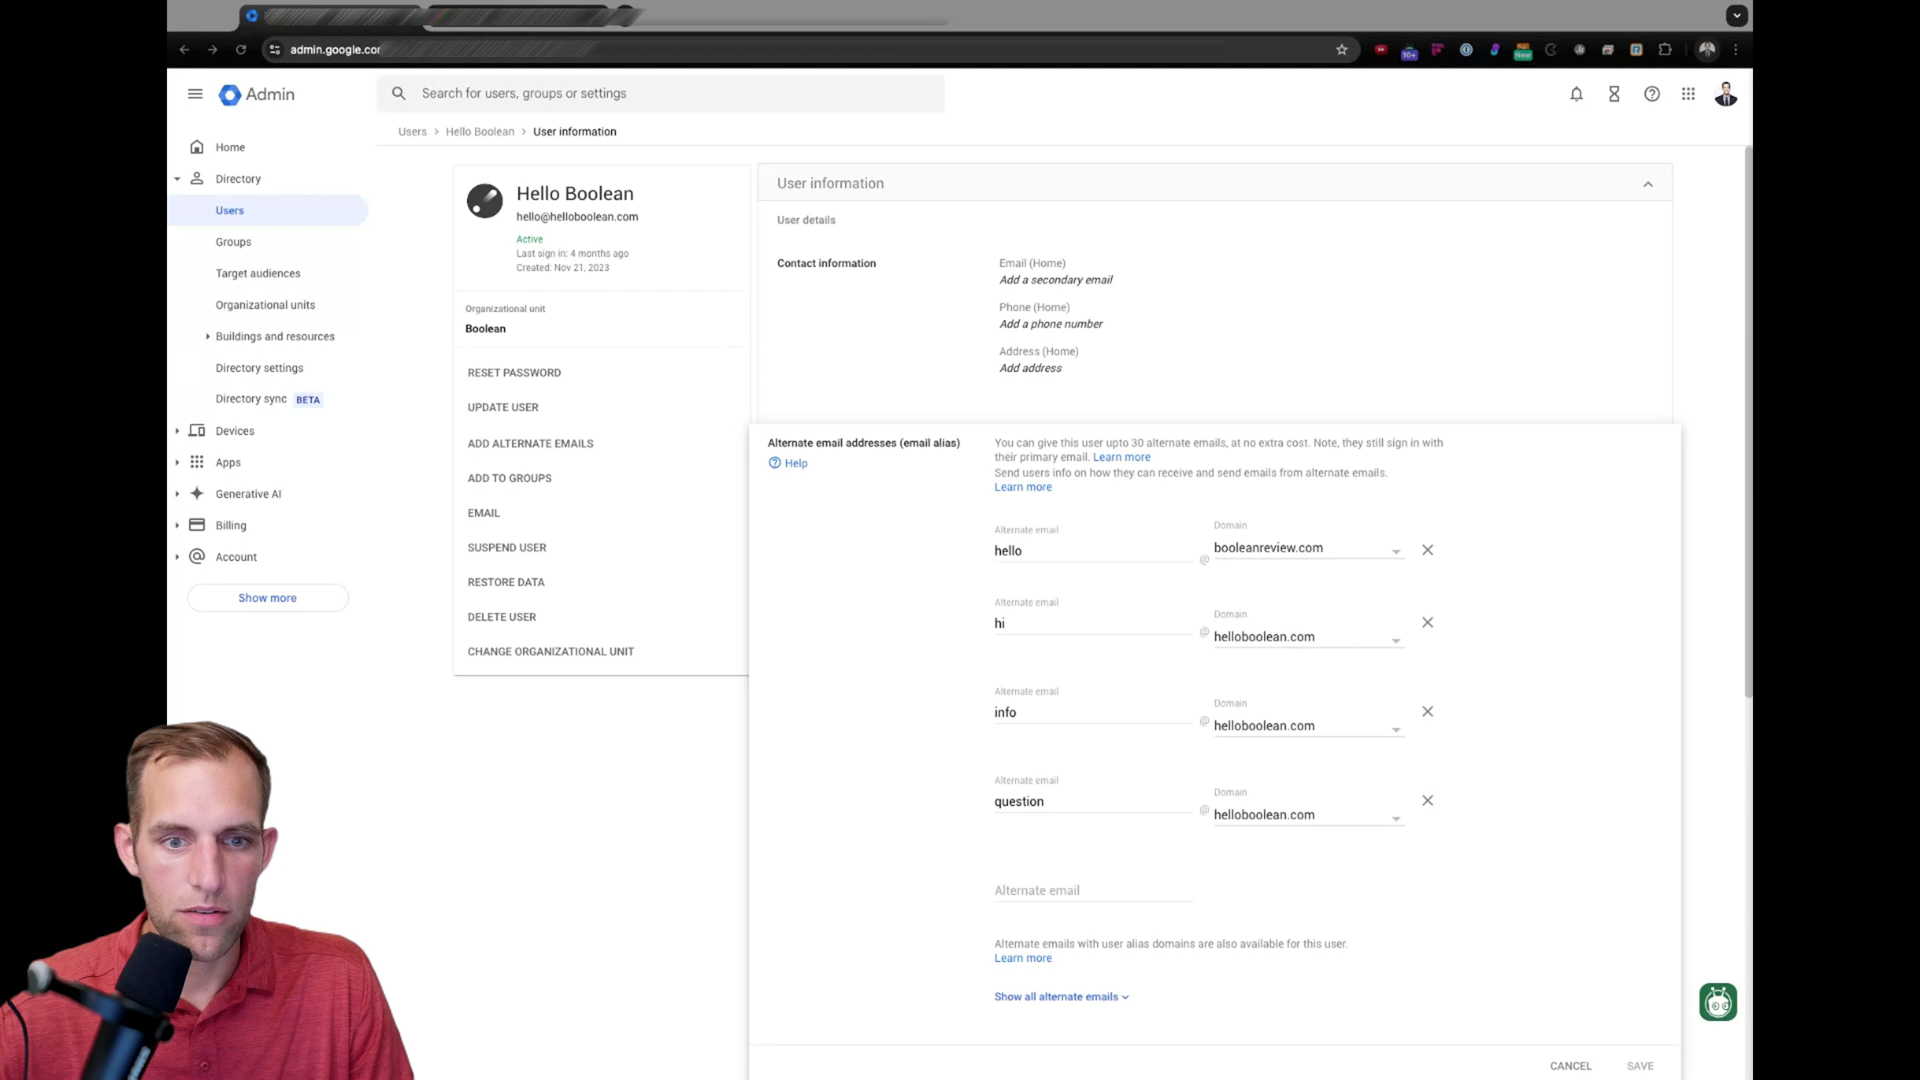 admin.google.cor
10+
New
Admin
Search for users, groups or settings
Users > Hello Boolean > User information
Home
Directory
Users
Groups
Target audiences
Organizational units
Buildings and resources
Directory settings
Directory sync BETA
Devices
Apps
Generative AI
Billing
Account
Show more
Hello Boolean
hello@helloboolean.com
Active
Last sign in: 4 months ago
Created: Nov 21, 2023
Organizational unit
Boolean
RESET PASSWORD
UPDATE USER
ADD ALTERNATE EMAILS
ADD TO GROUPS
EMAIL
SUSPEND USER
RESTORE DATA
DELETE USER
CHANGE ORGANIZATIONAL UNIT
User information
User details
Contact information
Email (Home)
Add a secondary email
Phone (Home)
Add a phone number
Address (Home)
Add address
Alternate email addresses (email alias)
Help
You can give this user upto 30 alternate emails, at no extra cost. Note, they still sign in with
their primary email. Learn more
Send users info on how they can receive and send emails from alternate emails.
Learn more
Alternate email
hello
@
Domain
booleanreview.com
Alternate email
hi
@
Domain
helloboolean.com
Alternate email
info
@
Domain
helloboolean.com
Alternate email
question
@
Domain
helloboolean.com
Alternate email
Alternate emails with user alias domains are also available for this user.
Learn more
Show all alternate emails
CANCEL
SAVE